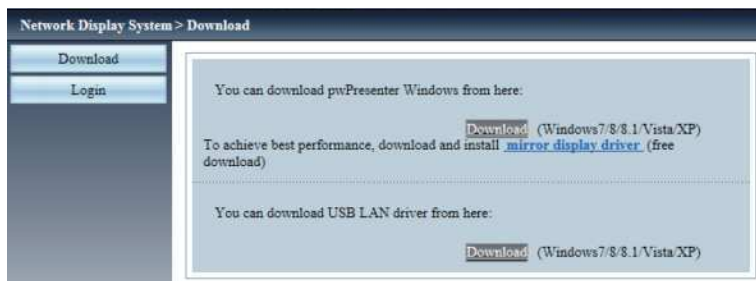 Network Display System > Download
Download
Login
You can download pwPresenter Windows from here:
Download (Windows7/8/8.1/Vista/XP)
To achieve best performance, download and install mirror display driver (free
download)
You can download USB LAN driver from here:
Download (Windows7/8/8.1/Vista/XP)